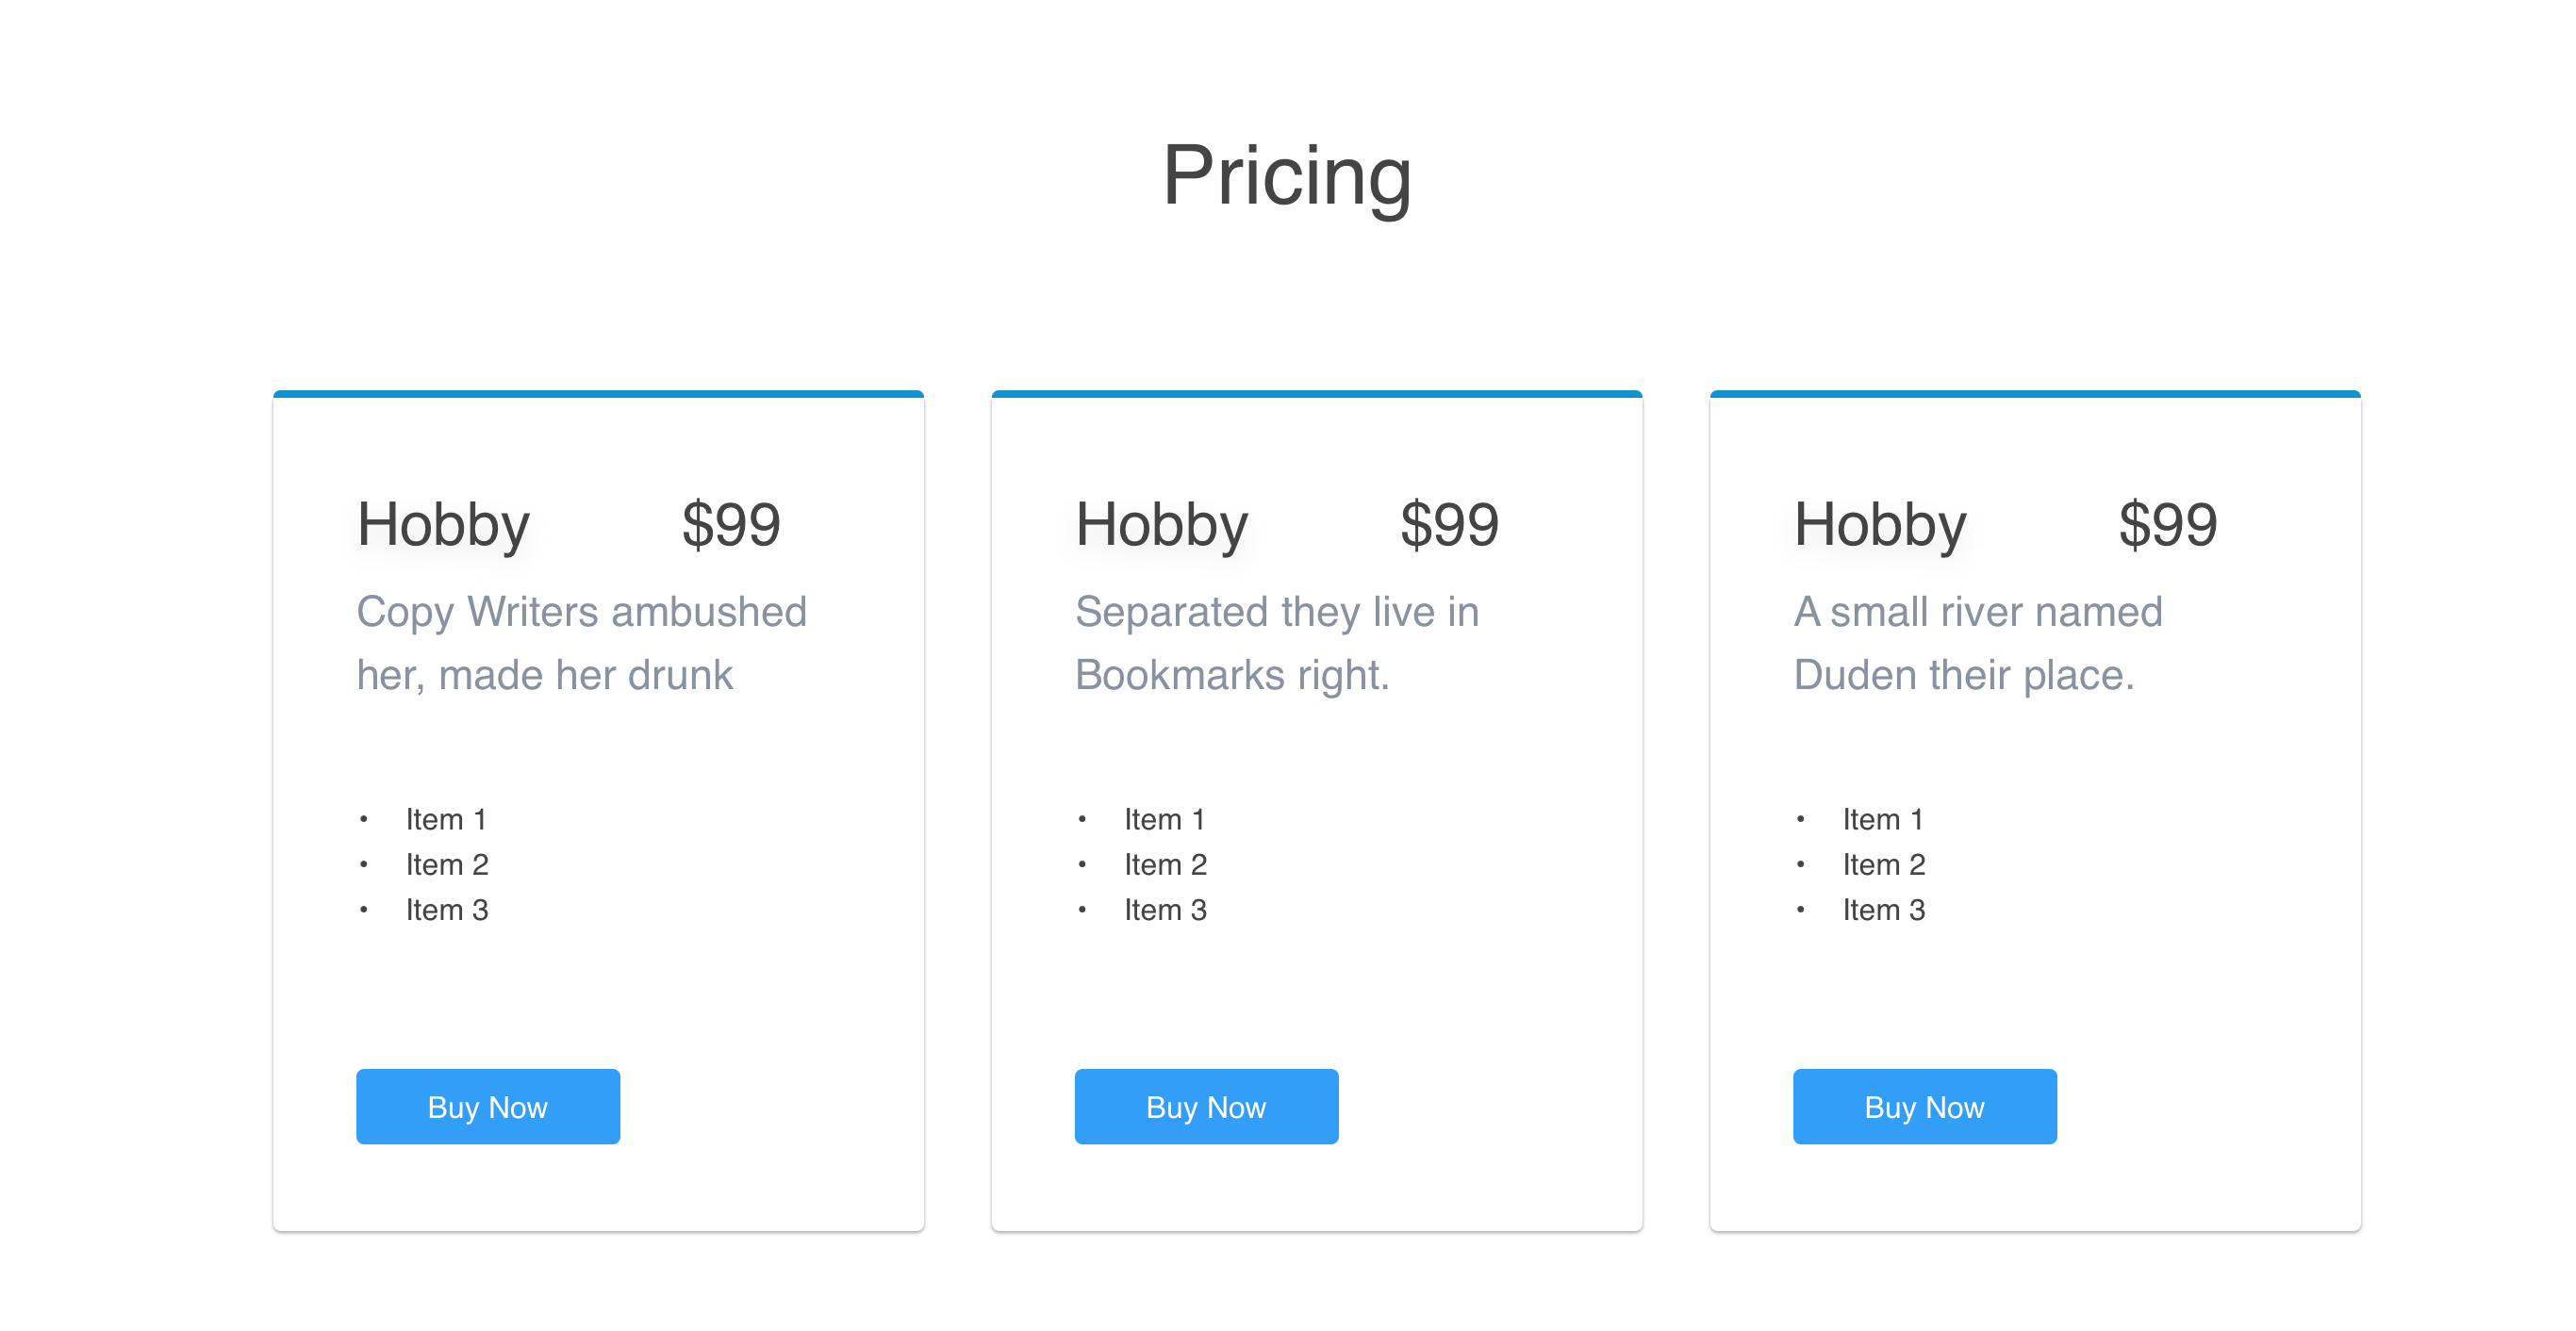 Pricing
Hobby $99
Copy Writers ambushed
her, made her drunk
• Item 1
• Item 2
• Item 3
Buy Now
Hobby $99
Separated they live in
Bookmarks right.
• Item 1
• Item 2
• Item 3
Buy Now
Hobby $99
A small river named
Duden their place.
• Item 1
• Item 2
• Item 3
Buy Now